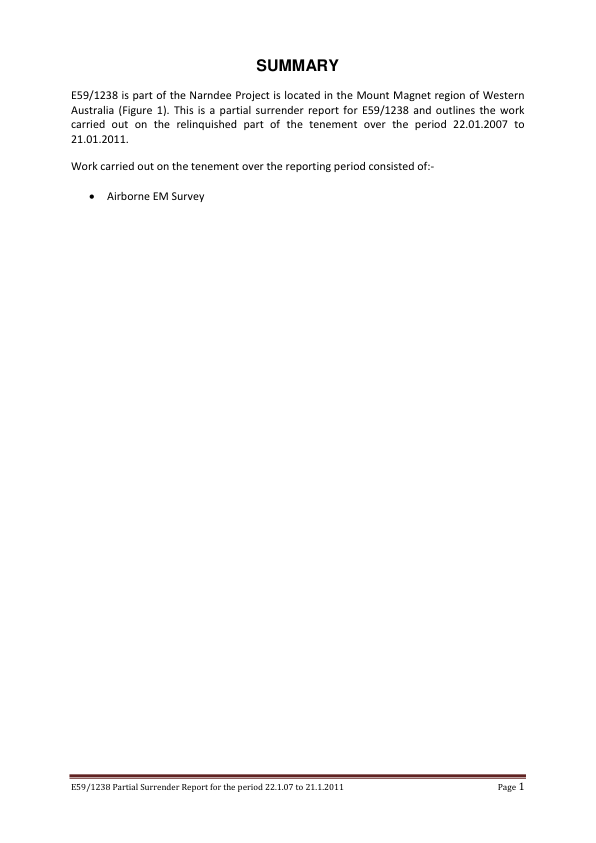 SUMMARY
E59/1238 is part of the Narndee Project is located in the Mount Magnet region of Western
Australia (Figure 1). This is a partial surrender report for E59/1238 and outlines the work
carried out on the relinquished part of the tenement over the period 22.01.2007 to
21.01.2011.
Work carried out on the tenement over the reporting period consisted of:-
• Airborne EM Survey
E59/1238 Partial Surrender Report for the period 22.1.07 to 21.1.2011 Page 1